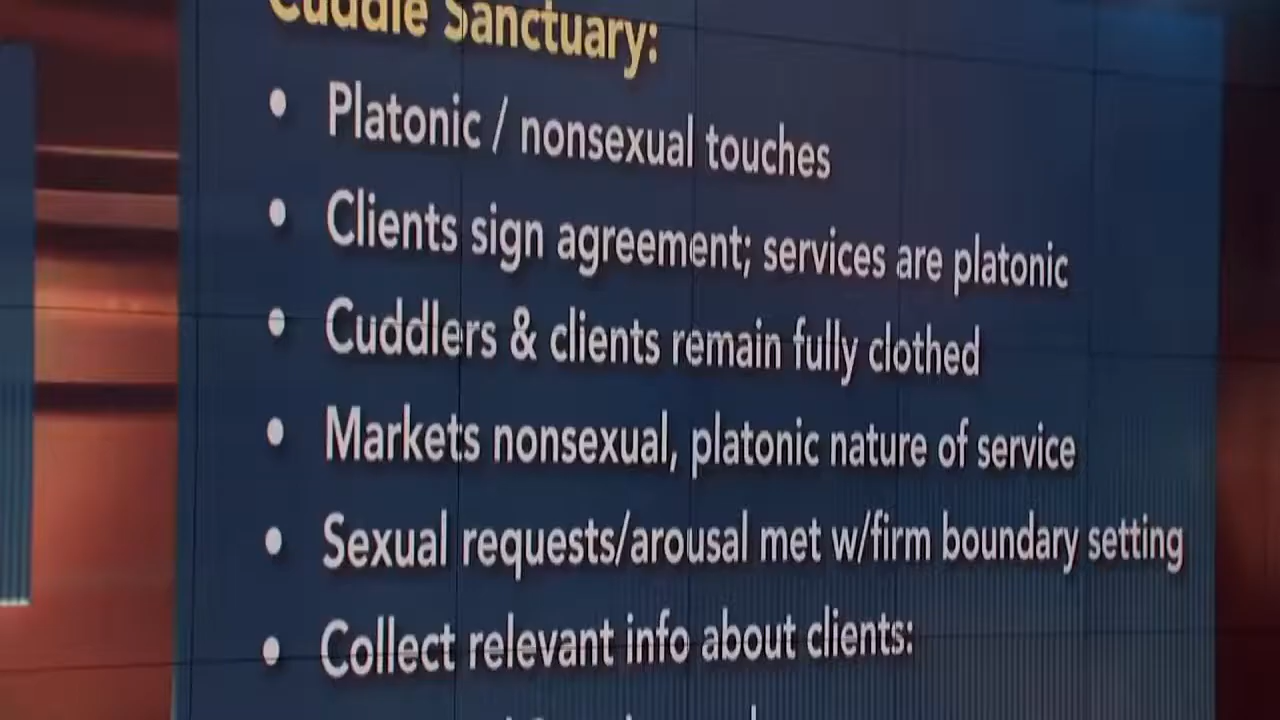 Cuddle Sanctuary:
• Platonic / nonsexual touches
• Clients sign agreement; services are platonic
• Cuddlers & clients remain fully clothed
• Markets nonsexual, platonic nature of service
• Sexual requests/arousal met w/firm boundary setting
• Collect relevant info about clients: